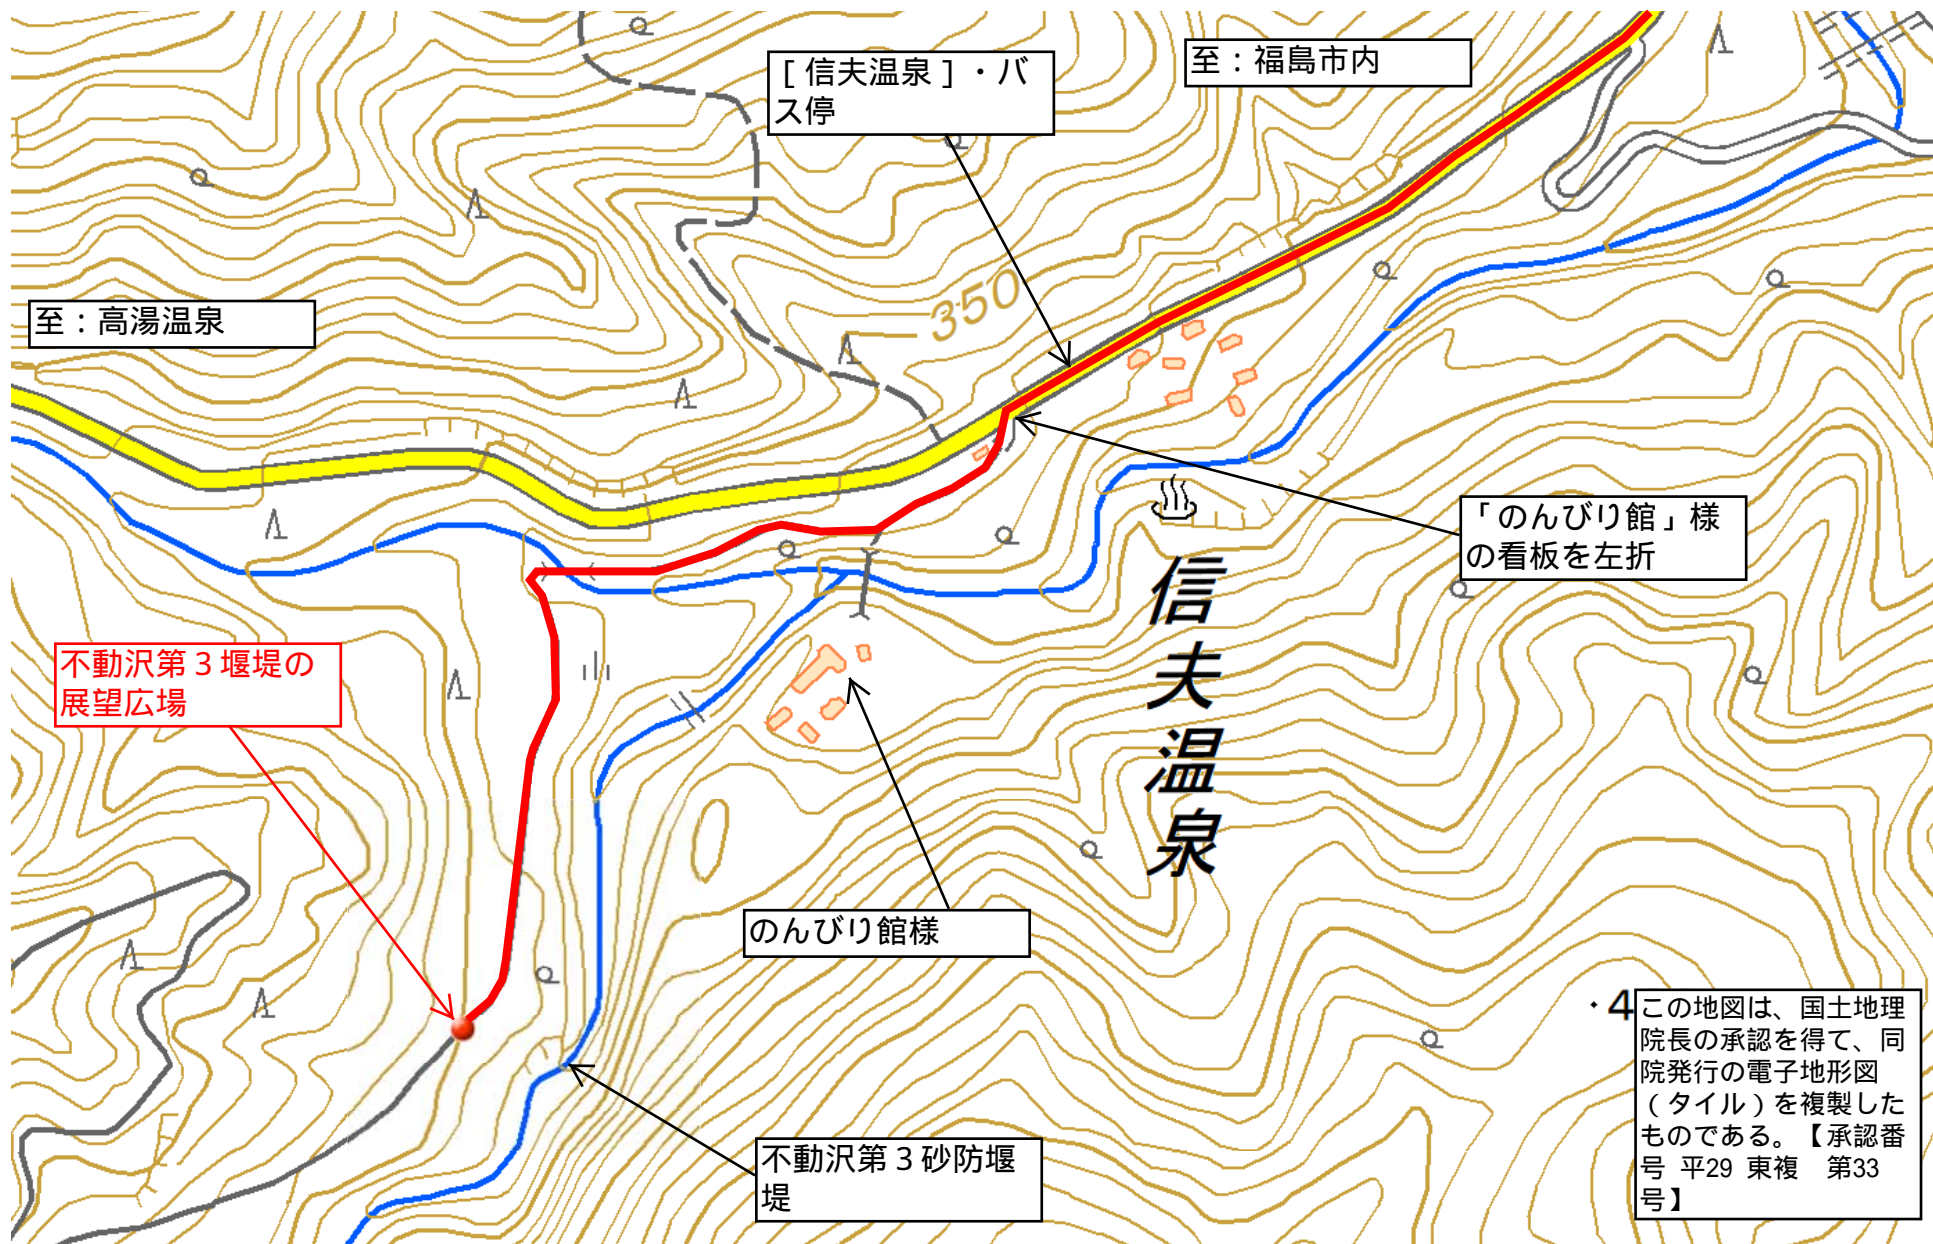 [信夫温泉]・バ
ス停
至:福島市内
至:高湯温泉
350
「のんびり館」様
の看板を左折
信夫温泉
不動沢第3堰堤の
展望広場
のんびり館様
不動沢第3砂防堰
堤
・4
この地図は、国土地理
院長の承認を得て、同
院発行の電子地形図
(タイル)を複製した
ものである。【承認番
号 平29 東複 第33
号】